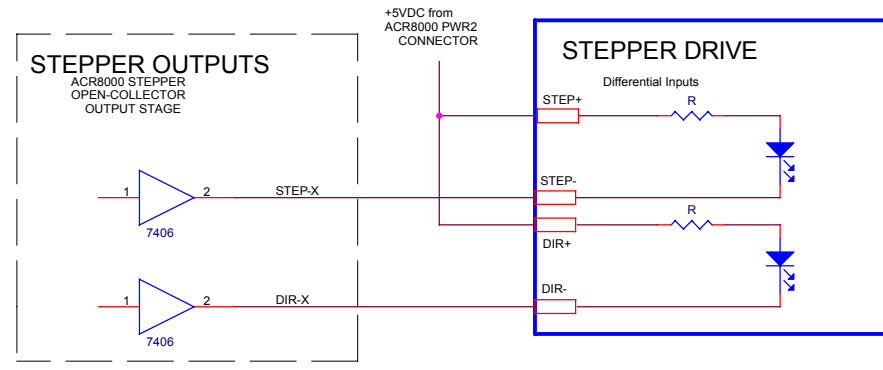 +5VDC from
ACR8000 PWR2
CONNECTOR
STEPPER OUTPUTS
ACR8000 STEPPER
OPEN-COLLECTOR
OUTPUT STAGE
STEPPER DRIVE
Differential Inputs
STEP+
R
1
2
STEP-X
STEP-
7406
R
DIR+
1
2
DIR-X
DIR-
7406